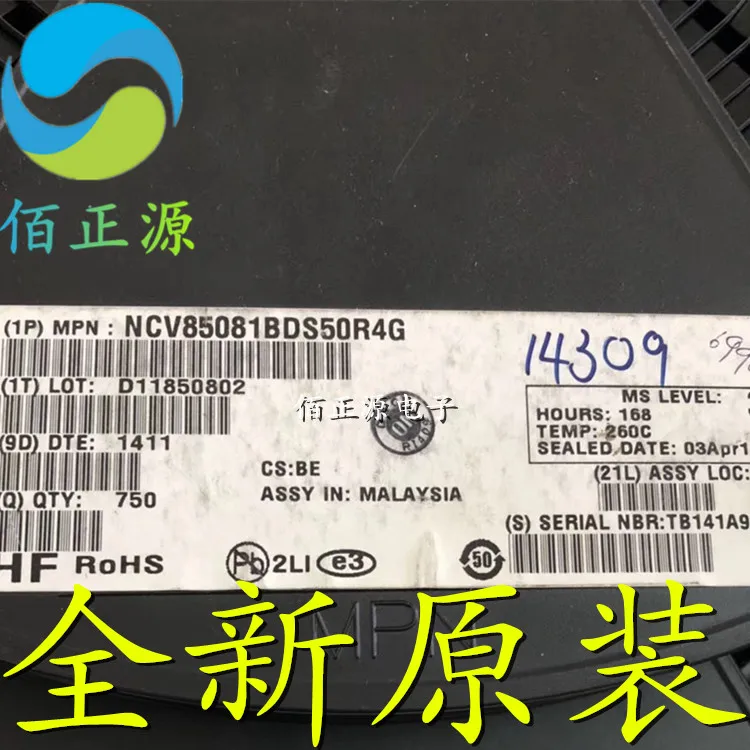 佰正源
(1P) MPN : NCV85081BDS50R4G
14309
(1T) LOT: D11850802
MS LEVEL:
HOURS: 168
TEMP: 260C
SEALED DATE: 03Apr1
佰正源电子
(9D) DTE: 1411
CS:BE
ASSY IN: MALAYSIA
(21L) ASSY LOC:
Q) QTY: 750
(S) SERIAL NBR:TB141A9
HF RoHS
Pb 2LI e3 50
全新原装